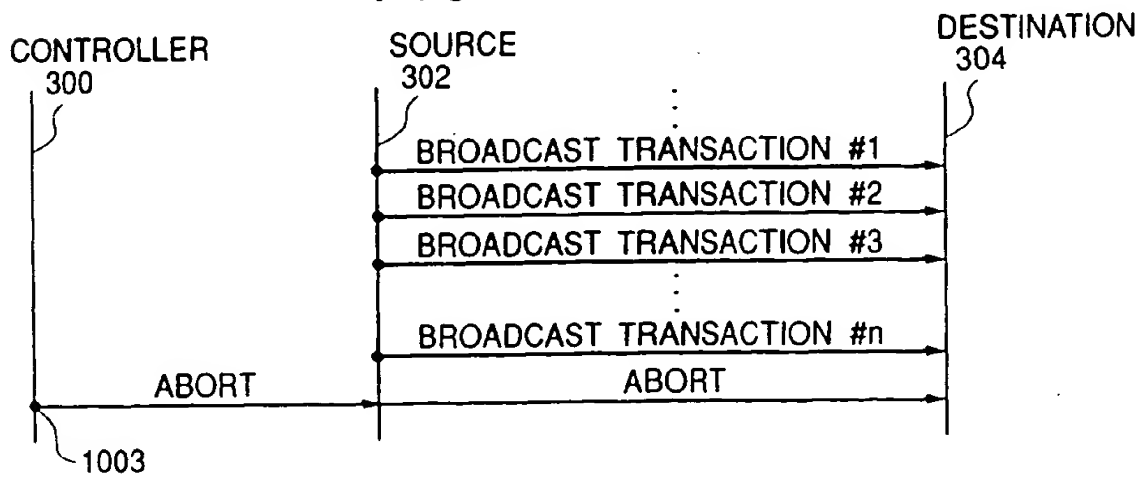 CONTROLLER
300
SOURCE
302
DESTINATION
304
BROADCAST TRANSACTION #1
BROADCAST TRANSACTION #2
BROADCAST TRANSACTION #3
BROADCAST TRANSACTION #n
ABORT
ABORT
1003